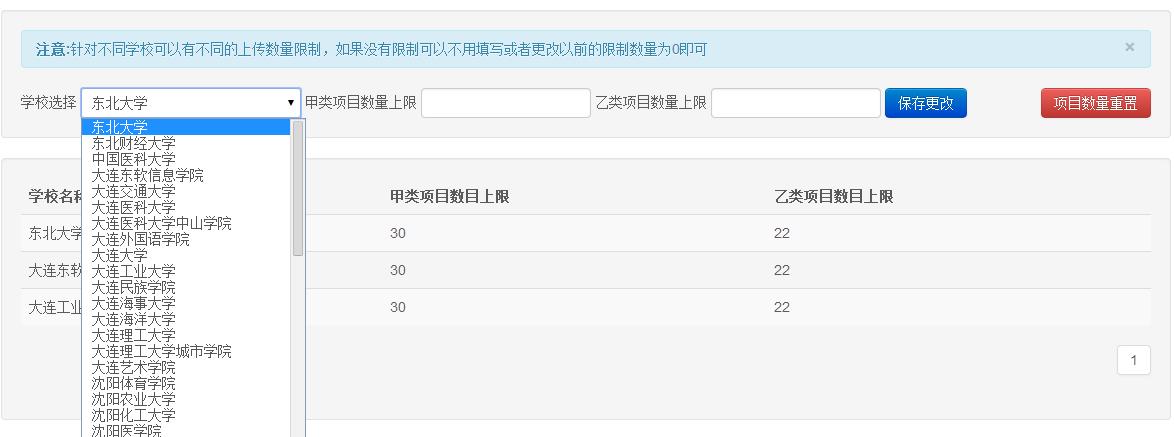 注意:针对不同学校可以有不同的上传数量限制，如果没有限制可以不用填写或者更改以前的限制数量为0即可 ×
学校选择 东北大学 甲类项目数量上限 乙类项目数量上限 保存更改 项目数量重置
东北大学
东北财经大学
中国医科大学
大连东软信息学院
大连交通大学
大连医科大学
大连医科大学中山学院
大连外国语学院
大连大学
大连工业大学
大连民族学院
大连海事大学
大连海洋大学
大连理工大学
大连理工大学城市学院
大连艺术学院
沈阳体育学院
沈阳农业大学
沈阳化工大学
沈阳医学院
学校名称 甲类项目数目上限 乙类项目数目上限
东北大学 30 22
大连东软 30 22
大连工业 30 22
1